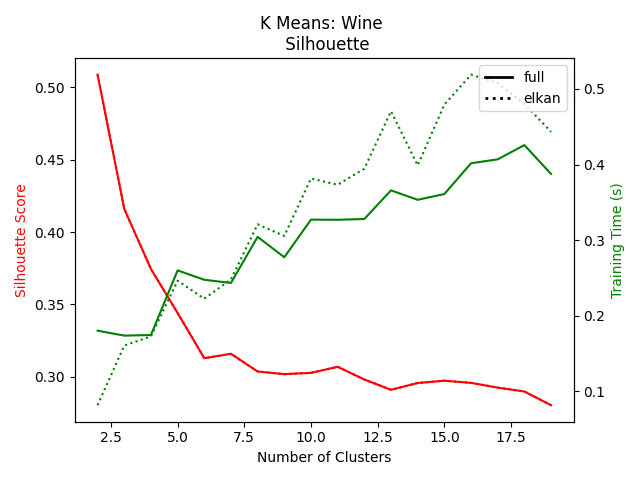 K Means: Wine
Silhouette
full
elkan
0.50
0.45
0.40
0.35
0.30
Silhouette Score
0.5
0.4
0.3
0.2
0.1
Training Time (s)
2.5 5.0 7.5 10.0 12.5 15.0 17.5
Number of Clusters